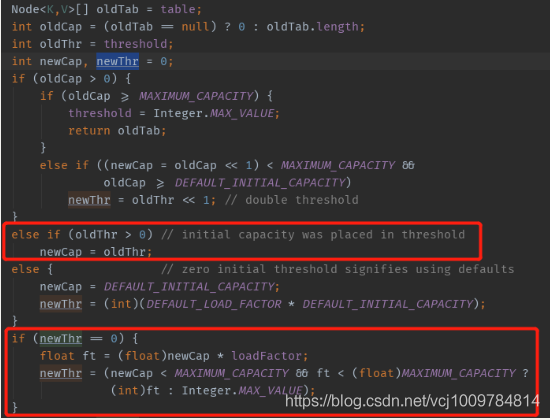 Node<K,V>[] oldTab = table;
int oldCap = (oldTab == null) ? 0 : oldTab.length;
int oldThr = threshold;
int newCap, newThr = 0;
if (oldCap > 0) {
if (oldCap ⩾ MAXIMUM_CAPACITY) {
threshold = Integer.MAX_VALUE;
return oldTab;
}
else if ((newCap = oldCap << 1) < MAXIMUM_CAPACITY &&
oldCap ⩾ DEFAULT_INITIAL_CAPACITY)
newThr = oldThr << 1; // double threshold
}
else if (oldThr > 0) // initial capacity was placed in threshold
newCap = oldThr;
else { // zero initial threshold signifies using defaults
newCap = DEFAULT_INITIAL_CAPACITY;
newThr = (int)(DEFAULT_LOAD_FACTOR * DEFAULT_INITIAL_CAPACITY);
}
if (newThr == 0) {
float ft = (float)newCap * loadFactor;
newThr = (newCap < MAXIMUM_CAPACITY && ft < (float)MAXIMUM_CAPACITY ?
(int)ft : Integer.MAX_VALUE);
}
https://blog.csdn.net/vcj1009784814